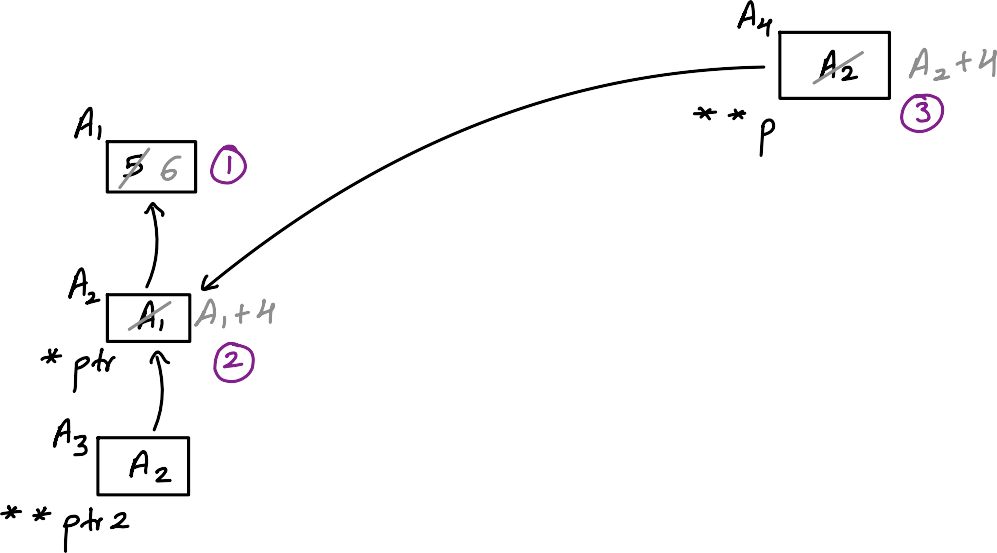 A₄
A₂ A₂+4
** p ③
A₁
5 6 ①
A₂
A₁ A₁+4
* ptr ②
A₃
A₂
** ptr2